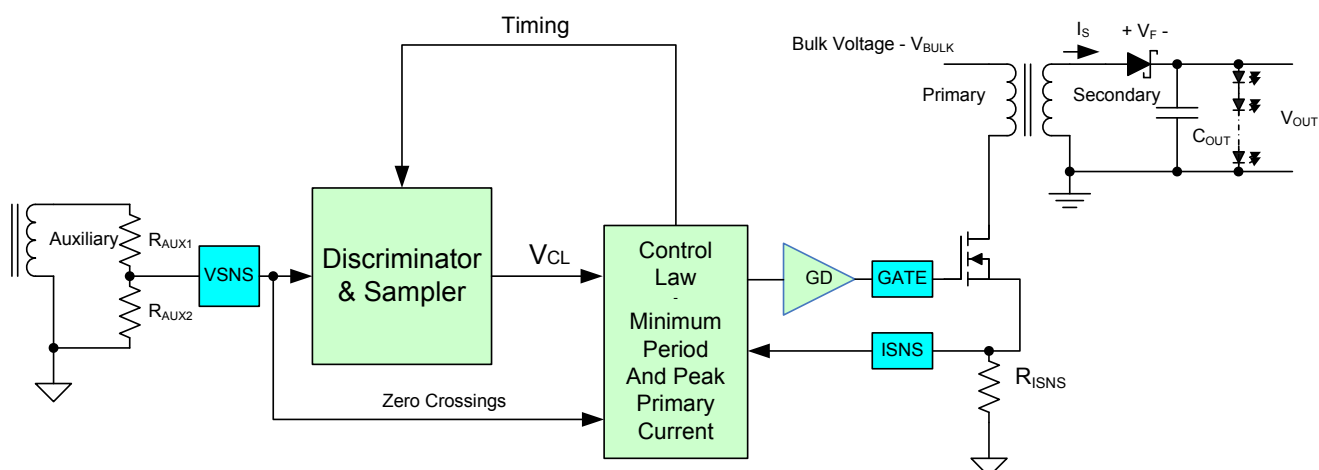 Timing
Bulk Voltage - VBULK
IS
+ VF -
Primary
Secondary
COUT
VOUT
Auxiliary
RAUX1
RAUX2
VSNS
Discriminator
& Sampler
VCL
Control
Law
-
Minimum
Period
And Peak
Primary
Current
GD
GATE
ISNS
RISNS
Zero Crossings